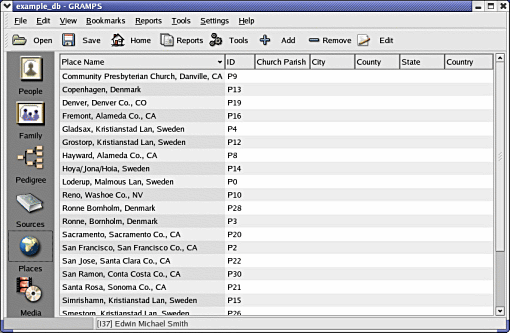 example_db - GRAMPS
File Edit View Bookmarks Reports Tools Settings Help
Open Save Home Reports Tools Add Remove Edit
People
Family
Pedigree
Sources
Places
Media
Place Name ID Church Parish City County State Country
Community Presbyterian Church, Danville, CA P9
Copenhagen, Denmark P13
Denver, Denver Co., CO P19
Fremont, Alameda Co., CA P16
Gladsax, Kristianstad Lan, Sweden P4
Grostorp, Kristianstad Lan, Sweden P12
Hayward, Alameda Co., CA P8
Hoya/Jona/Hoia, Sweden P14
Loderup, Malmous Lan, Sweden P0
Reno, Washoe Co., NV P10
Ronne Bornholm, Denmark P28
Ronne, Bornholm, Denmark P3
Sacramento, Sacramento Co., CA P20
San Francisco, San Francisco Co., CA P2
San Jose, Santa Clara Co., CA P22
San Ramon, Conta Costa Co., CA P30
Santa Rosa, Sonoma Co., CA P21
Simrishamn, Kristianstad Lan, Sweden P15
Smestorp, Kristianstad Lan, Sweden P26
[I37] Edwin Michael Smith